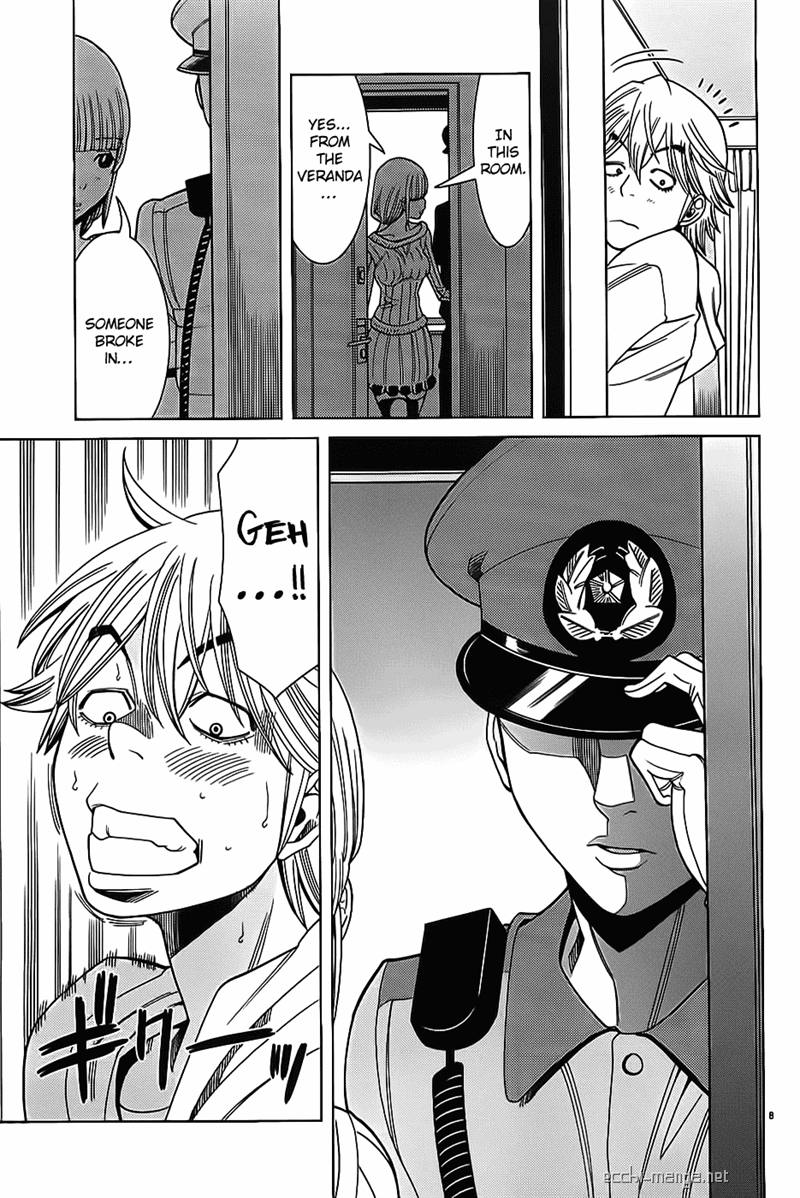 IN
THIS
ROOM.
YES...
FROM
THE
VERANDA
...
SOMEONE
BROKE
IN...
GEH
...!!
ギクーッ
8
ecchi-manga.net